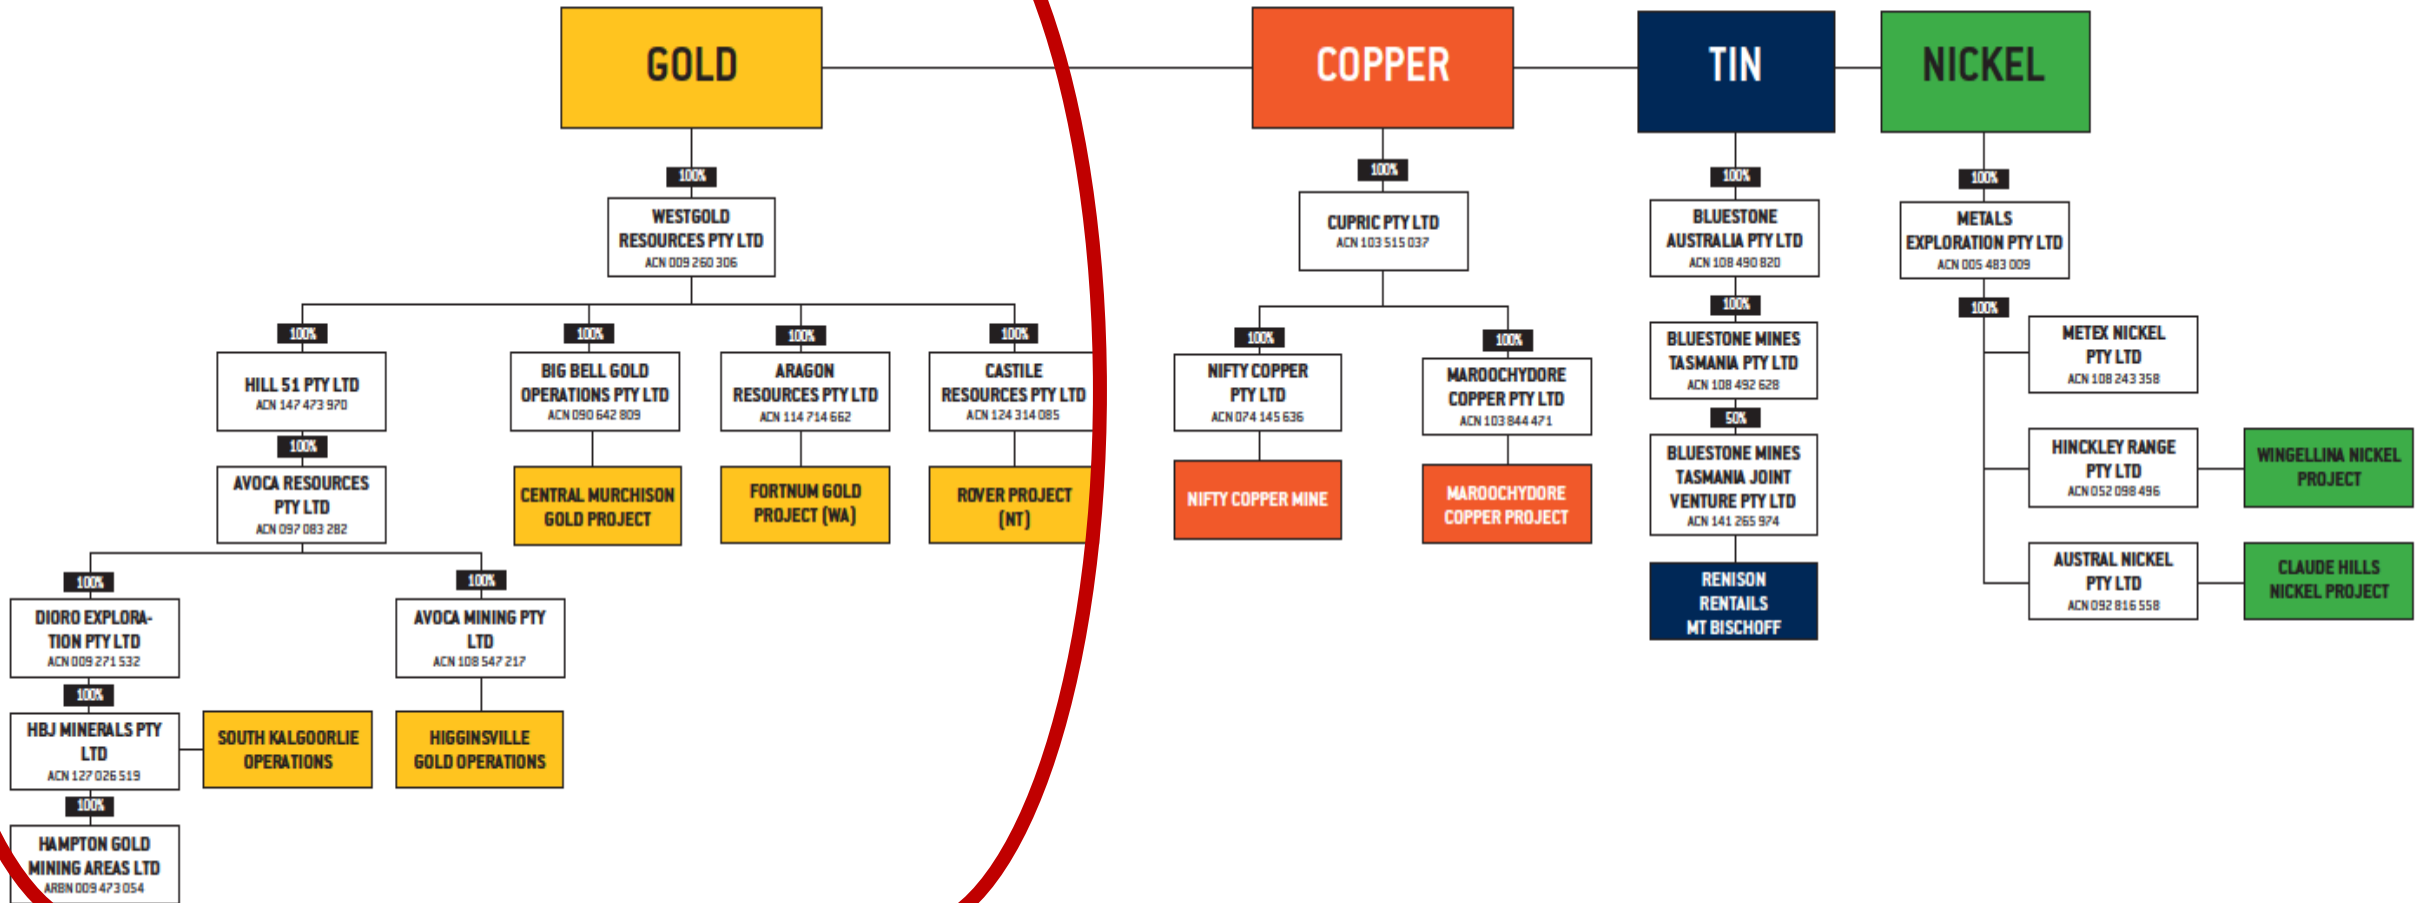 GOLD
COPPER
TIN
NICKEL
100%
WESTGOLD
RESOURCES PTY LTD
ACN 009 260 306
100%
HILL 51 PTY LTD
ACN 147 473 970
100%
AVOCA RESOURCES
PTY LTD
ACN 097 083 282
100%
DIORO EXPLORA-
TION PTY LTD
ACN 009 271 532
100%
HBJ MINERALS PTY
LTD
ACN 127 026 519
SOUTH KALGOORLIE
OPERATIONS
100%
HAMPTON GOLD
MINING AREAS LTD
ARBN 009 473 054
100%
AVOCA MINING PTY
LTD
ACN 108 547 217
HIGGINSVILLE
GOLD OPERATIONS
100%
BIG BELL GOLD
OPERATIONS PTY LTD
ACN 090 642 809
CENTRAL MURCHISON
GOLD PROJECT
100%
ARAGON
RESOURCES PTY LTD
ACN 114 714 662
FORTNUM GOLD
PROJECT (WA)
100%
CASTILE
RESOURCES PTY LTD
ACN 124 314 085
ROVER PROJECT
(NT)
100%
CUPRIC PTY LTD
ACN 103 515 037
100%
NIFTY COPPER
PTY LTD
ACN 074 145 636
NIFTY COPPER MINE
100%
MAROOCHYDORE
COPPER PTY LTD
ACN 103 844 471
MAROOCHYDORE
COPPER PROJECT
100%
BLUESTONE
AUSTRALIA PTY LTD
ACN 108 490 820
100%
BLUESTONE MINES
TASMANIA PTY LTD
ACN 108 492 628
50%
BLUESTONE MINES
TASMANIA JOINT
VENTURE PTY LTD
ACN 141 265 974
RENISON
RENTAILS
MT BISCHOFF
100%
METALS
EXPLORATION PTY LTD
ACN 005 483 009
100%
METEX NICKEL
PTY LTD
ACN 108 243 358
HINCKLEY RANGE
PTY LTD
ACN 052 098 496
WINGELLINA NICKEL
PROJECT
AUSTRAL NICKEL
PTY LTD
ACN 092 816 558
CLAUDE HILLS
NICKEL PROJECT